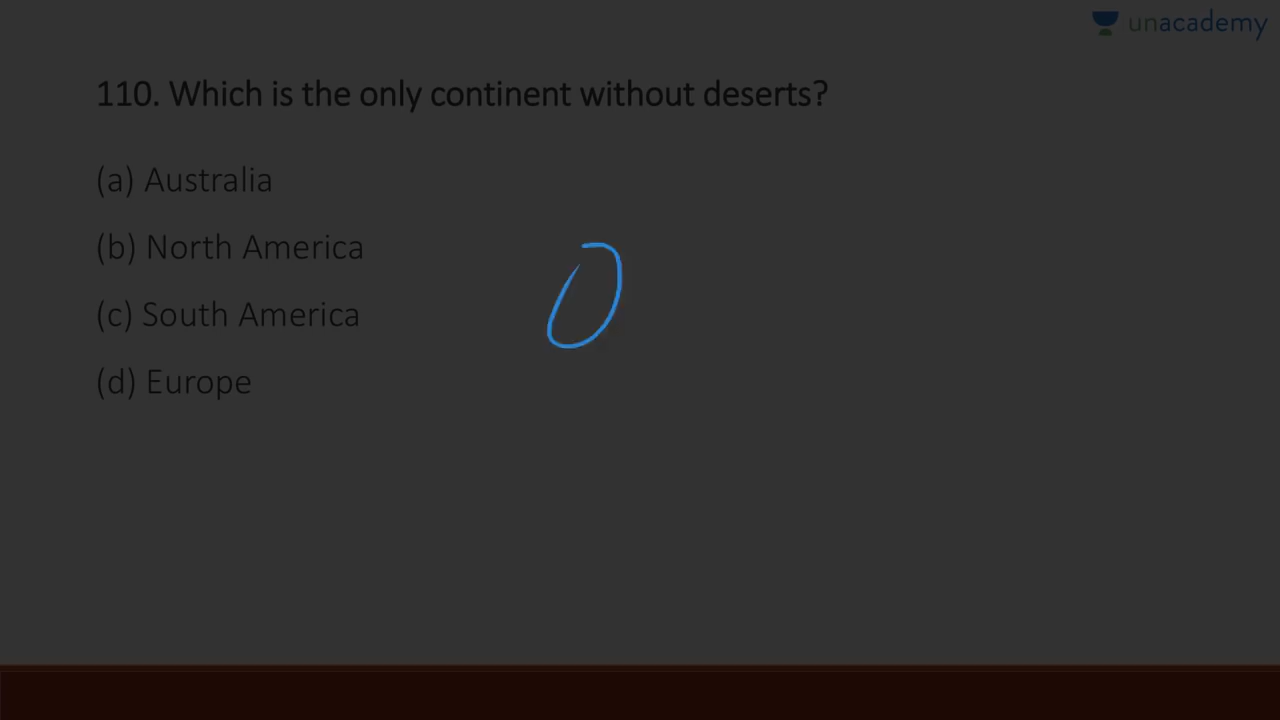 unacademy
110. Which is the only continent without deserts?
(a) Australia
(b) North America
(c) South America
(d) Europe